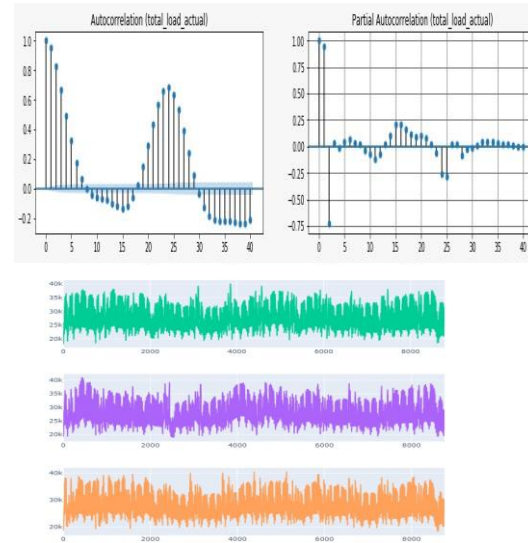 Autocorrelation (total_load_actual)
1.0
0.8
0.6
0.4
0.2
0.0
−0.2
0 5 10 15 20 25 30 35 40
Partial Autocorrelation (total_load_actual)
1.00
0.75
0.50
0.25
0.00
−0.25
−0.50
−0.75
0 5 10 15 20 25 30 35 40
40k
35k
30k
25k
20k
0 2000 4000 6000 8000
40k
35k
30k
25k
20k
0 2000 4000 6000 8000
40k
30k
20k
0 2000 4000 6000 8000